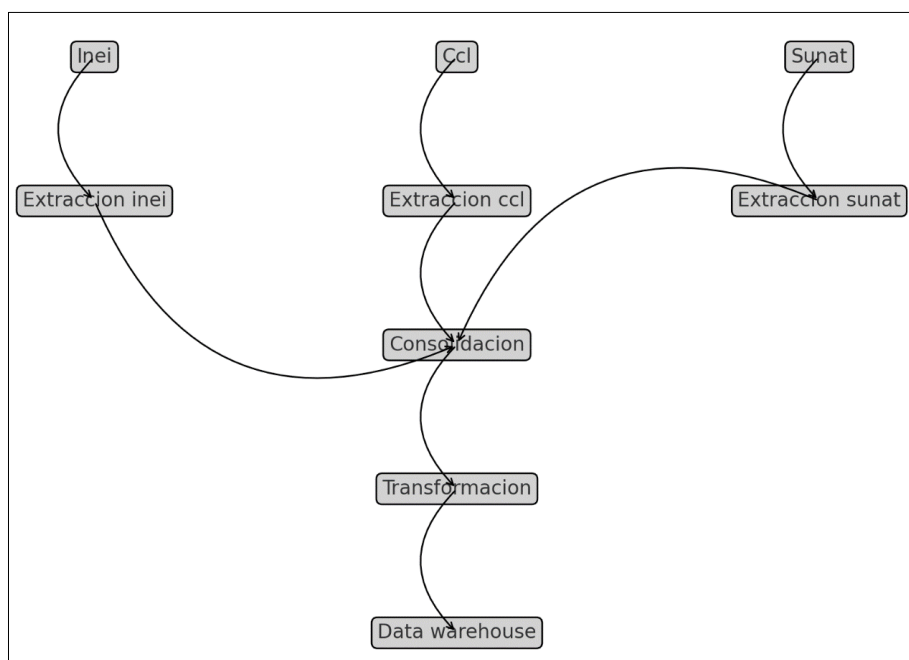 Inei
Ccl
Sunat
Extraccion inei
Extraccion ccl
Extraccion sunat
Consolidacion
Transformacion
Data warehouse